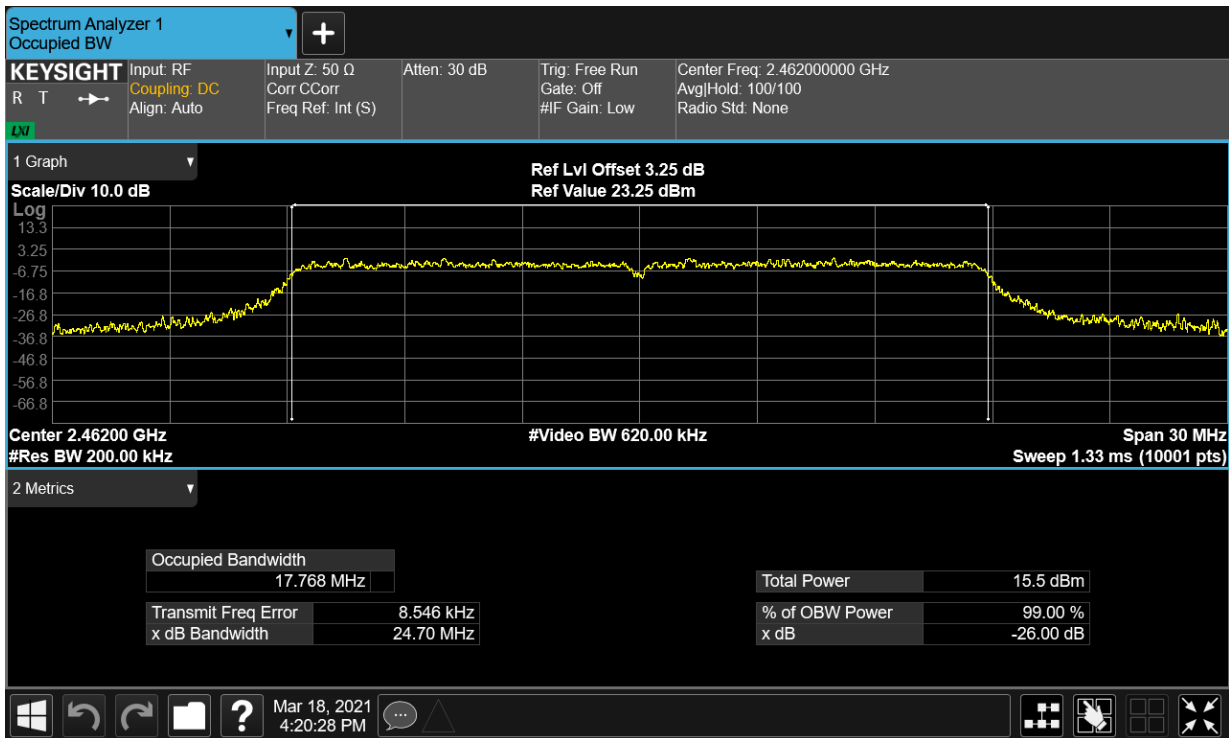 Spectrum Analyzer 1
Occupied BW
+
KEYSIGHT
R T
LXI
Input: RF
Coupling: DC
Align: Auto
Input Z: 50 Ω
Corr CCorr
Freq Ref: Int (S)
Atten: 30 dB
Trig: Free Run
Gate: Off
#IF Gain: Low
Center Freq: 2.462000000 GHz
Avg|Hold: 100/100
Radio Std: None
1 Graph
Ref Lvl Offset 3.25 dB
Scale/Div 10.0 dB
Ref Value 23.25 dBm
Log
13.3
3.25
-6.75
-16.8
-26.8
-36.8
-46.8
-56.8
-66.8
Center 2.46200 GHz
#Video BW 620.00 kHz
Span 30 MHz
#Res BW 200.00 kHz
Sweep 1.33 ms (10001 pts)
2 Metrics
Occupied Bandwidth
17.768 MHz
Total Power 15.5 dBm
Transmit Freq Error 8.546 kHz
% of OBW Power 99.00 %
x dB Bandwidth 24.70 MHz
x dB -26.00 dB
?
Mar 18, 2021
4:20:28 PM